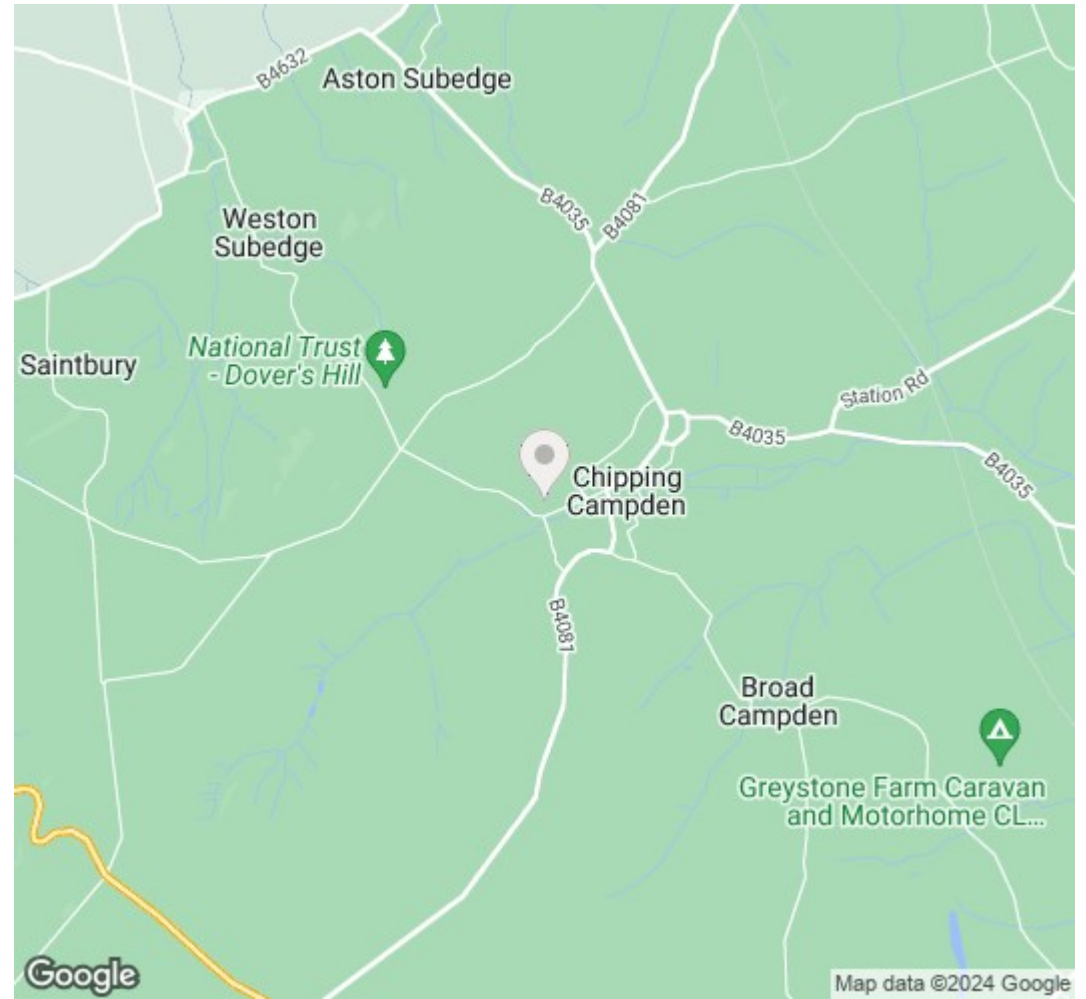 B4632
Aston Subedge
B4035
B4081
Weston
Subedge
National Trust
- Dover's Hill
Saintbury
Station Rd
B4035
B4035
Chipping
Campden
B4081
Broad
Campden
Greystone Farm Caravan
and Motorhome CL...
Google
Map data ©2024 Google